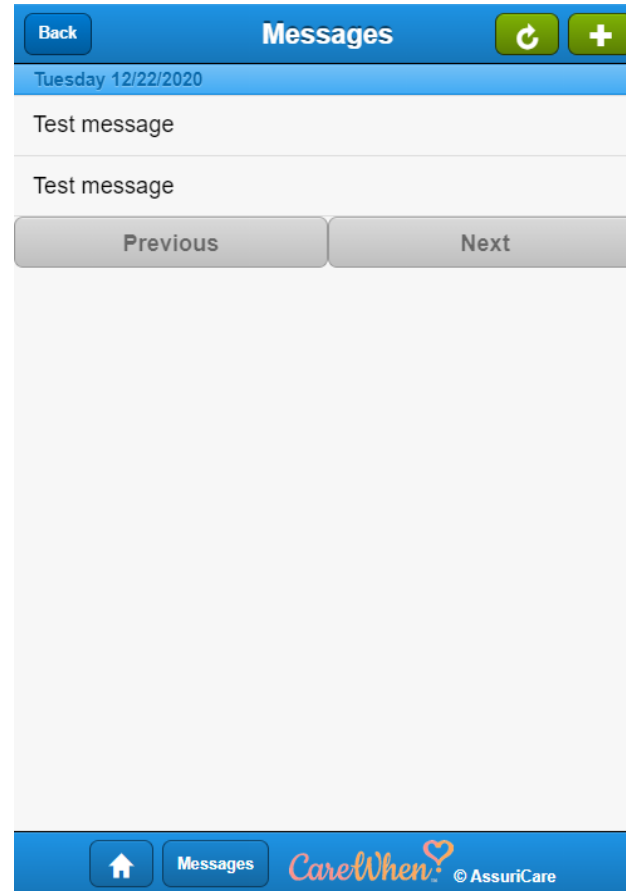 Back Messages
Tuesday 12/22/2020
Test message
Test message
Previous Next
Messages CareWhen? © AssuriCare